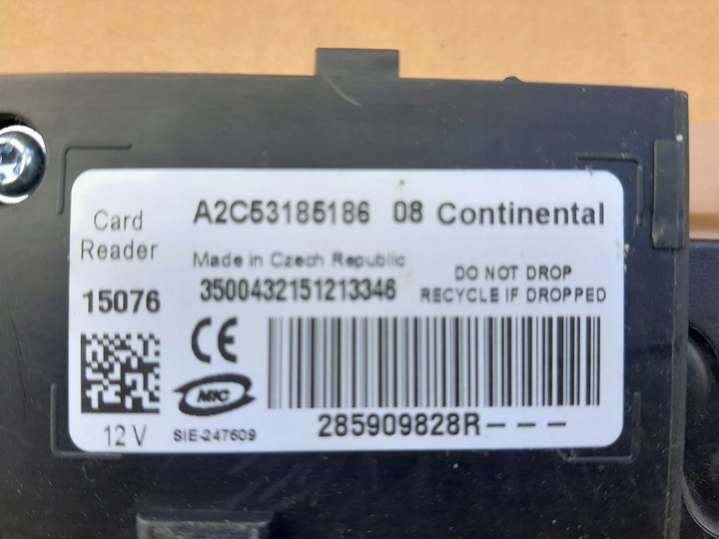 Card Reader
A2C53185186 08 Continental
Made in Czech Republic
15076
3500432151213346
DO NOT DROP
RECYCLE IF DROPPED
CE
MIC
12 V
SIE-247609
285909828R---